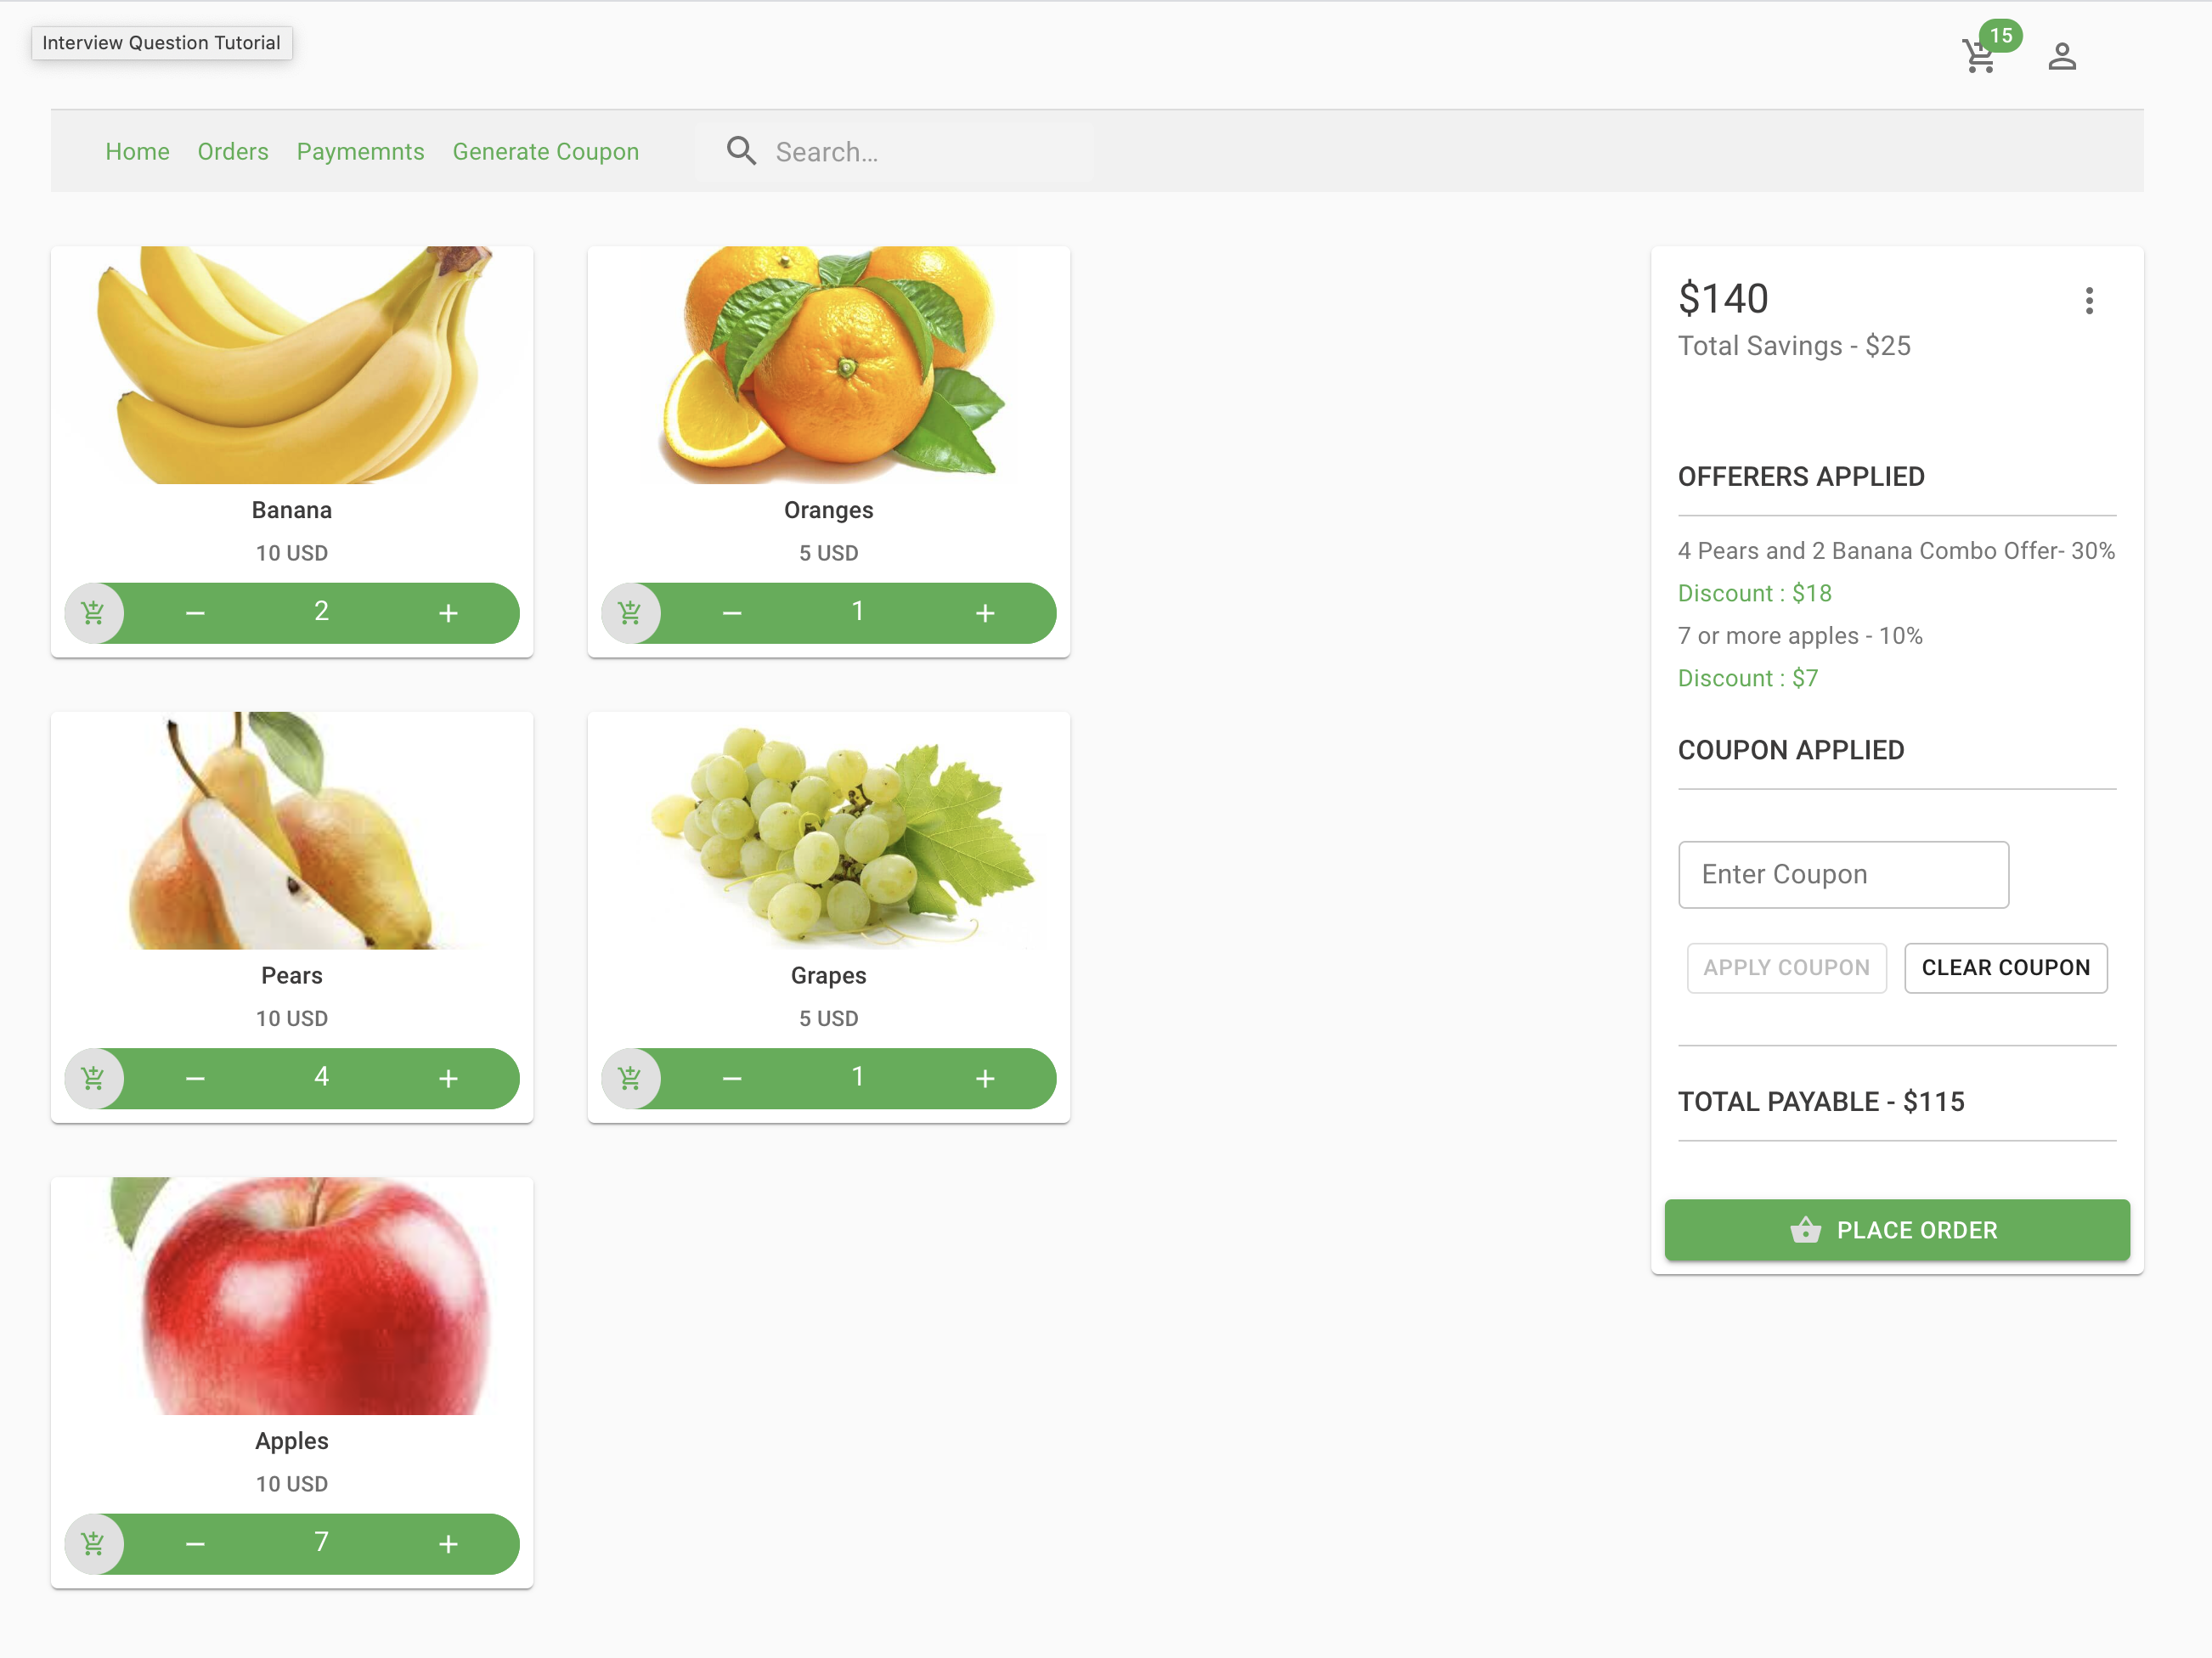 Interview Question Tutorial
15
Home Orders Paymemnts Generate Coupon Search...
Banana
10 USD
2
Oranges
5 USD
1
Pears
10 USD
4
Grapes
5 USD
1
Apples
10 USD
7
$140
Total Savings - $25
OFFERERS APPLIED
4 Pears and 2 Banana Combo Offer- 30%
Discount : $18
7 or more apples - 10%
Discount : $7
COUPON APPLIED
Enter Coupon
APPLY COUPON CLEAR COUPON
TOTAL PAYABLE - $115
PLACE ORDER